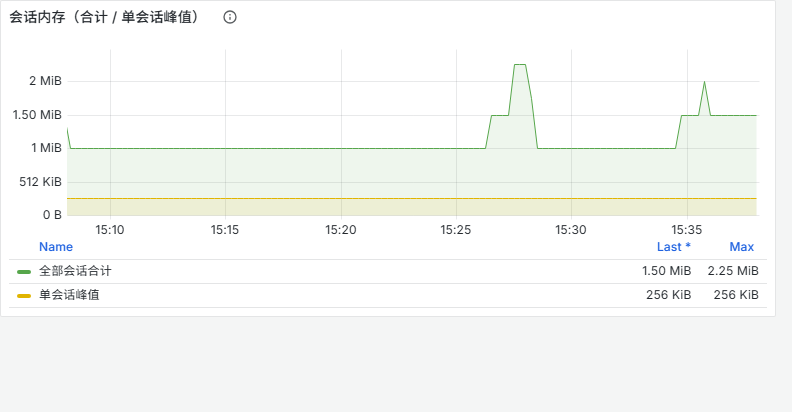 会话内存（合计 / 单会话峰值）
2 MiB
1.50 MiB
1 MiB
512 KiB
0 B
15:10 15:15 15:20 15:25 15:30 15:35
Name Last * Max
全部会话合计 1.50 MiB 2.25 MiB
单会话峰值 256 KiB 256 KiB